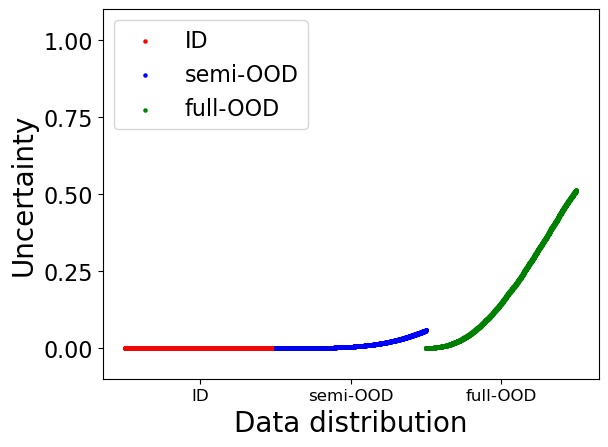 1.00
0.75
0.50
0.25
0.00
Uncertainty
ID
semi-OOD
full-OOD
ID semi-OOD full-OOD
Data distribution